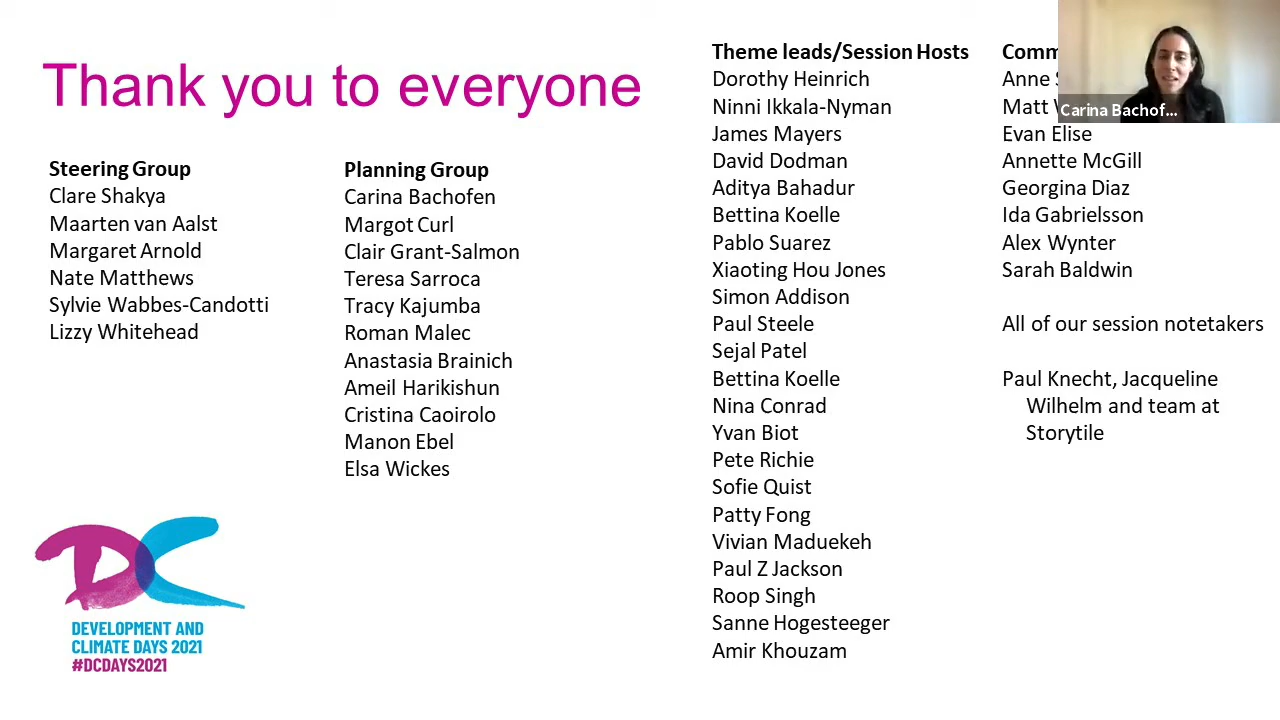 Thank you to everyone
Steering Group
Clare Shakya
Maarten van Aalst
Margaret Arnold
Nate Matthews
Sylvie Wabbes-Candotti
Lizzy Whitehead
Planning Group
Carina Bachofen
Margot Curl
Clair Grant-Salmon
Teresa Sarroca
Tracy Kajumba
Roman Malec
Anastasia Brainich
Ameil Harikishun
Cristina Caoirolo
Manon Ebel
Elsa Wickes
Theme leads/Session Hosts
Dorothy Heinrich
Ninni Ikkala-Nyman
James Mayers
David Dodman
Aditya Bahadur
Bettina Koelle
Pablo Suarez
Xiaoting Hou Jones
Simon Addison
Paul Steele
Sejal Patel
Bettina Koelle
Nina Conrad
Yvan Biot
Pete Richie
Sofie Quist
Patty Fong
Vivian Maduekeh
Paul Z Jackson
Roop Singh
Sanne Hogesteeger
Amir Khouzam
Anne
Matt
Evan Elise
Annette McGill
Georgina Diaz
Ida Gabrielsson
Alex Wynter
Sarah Baldwin
All of our session notetakers
Paul Knecht, Jacqueline
Wilhelm and team at
Storytile
Carina Bachof...
DC
DEVELOPMENT AND
CLIMATE DAYS 2021
#DCDAYS2021